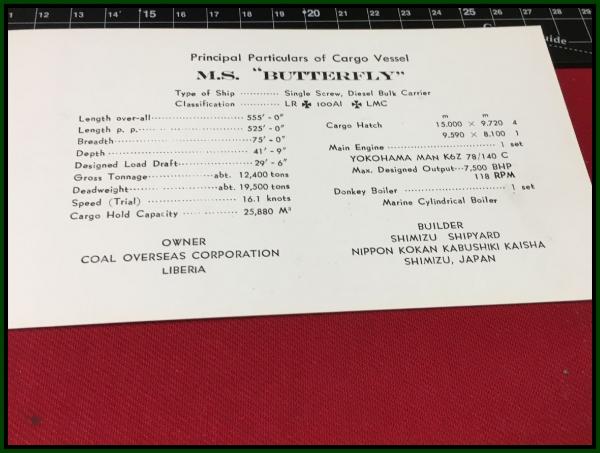 12 13 14 15 16 17 18 19 20 21 22 23 24 25 26 27 28 29
uide
Principal Particulars of Cargo Vessel
M.S. "BUTTERFLY"
Type of Ship ············ Single Screw, Diesel Bulk Carrier
Classification ··········· LR ✠ 100A1 ✠ LMC
Length over-all························ 555' - 0"
Length p. p.··························· 525' - 0"
Breadth································ 75' - 0"
Depth ································· 41' - 9"
Designed Load Draft··················· 29' - 6"
Gross Tonnage···············abt. 12,400 tons
Deadweight····················abt. 19,500 tons
Speed (Trial) ···················· 16.1 knots
Cargo Hold Capacity ·············· 25,880 M³
OWNER
COAL OVERSEAS CORPORATION
LIBERIA
m m
Cargo Hatch 15.000 × 9.720 4
9.590 × 8.100 1
Main Engine ······························ 1 set
YOKOHAMA MAN K6Z 78/140 C
Max. Designed Output···7,500 BHP
118 RPM
Donkey Boiler ···························· 1 set
Marine Cylindrical Boiler
BUILDER
SHIMIZU SHIPYARD
NIPPON KOKAN KABUSHIKI KAISHA
SHIMIZU, JAPAN